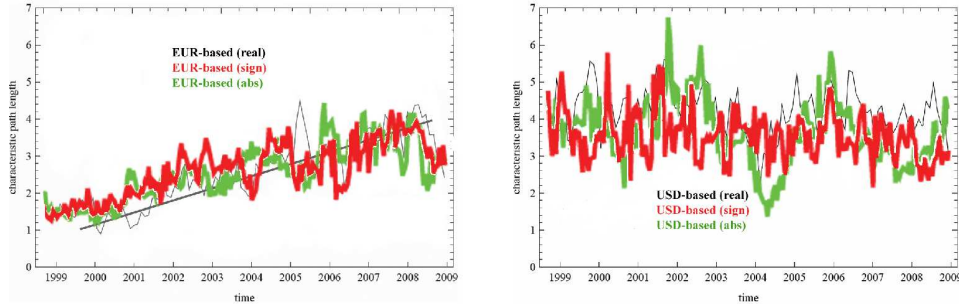 7
6
5
4
3
2
1
0
characteristic path length
EUR-based (real)
EUR-based (sign)
EUR-based (abs)
1999 2000 2001 2002 2003 2004 2005 2006 2007 2008 2009
time
7
6
5
4
3
2
1
0
characteristic path length
USD-based (real)
USD-based (sign)
USD-based (abs)
1999 2000 2001 2002 2003 2004 2005 2006 2007 2008 2009
time